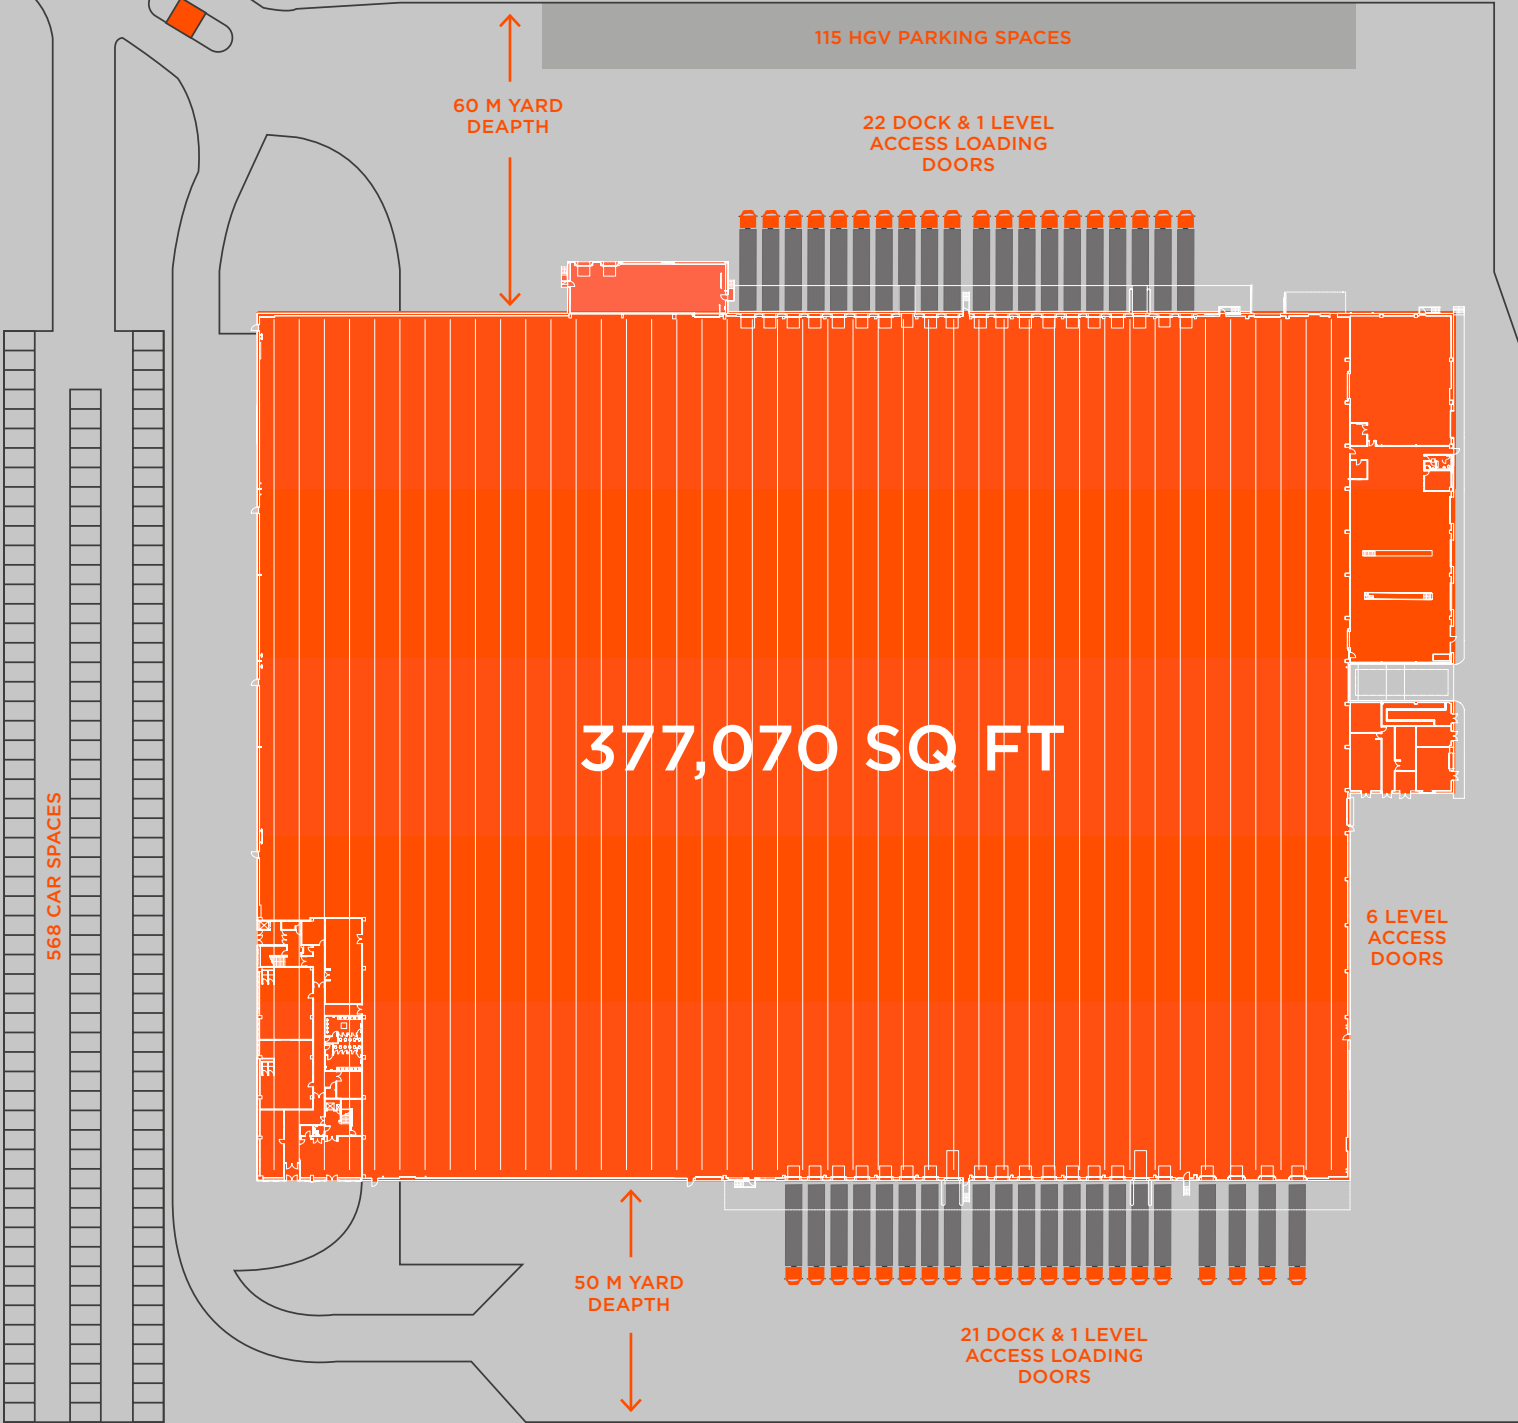 115 HGV PARKING SPACES
60 M YARD
DEAPTH
22 DOCK & 1 LEVEL
ACCESS LOADING
DOORS
377,070 SQ FT
568 CAR SPACES
6 LEVEL
ACCESS
DOORS
50 M YARD
DEAPTH
21 DOCK & 1 LEVEL
ACCESS LOADING
DOORS